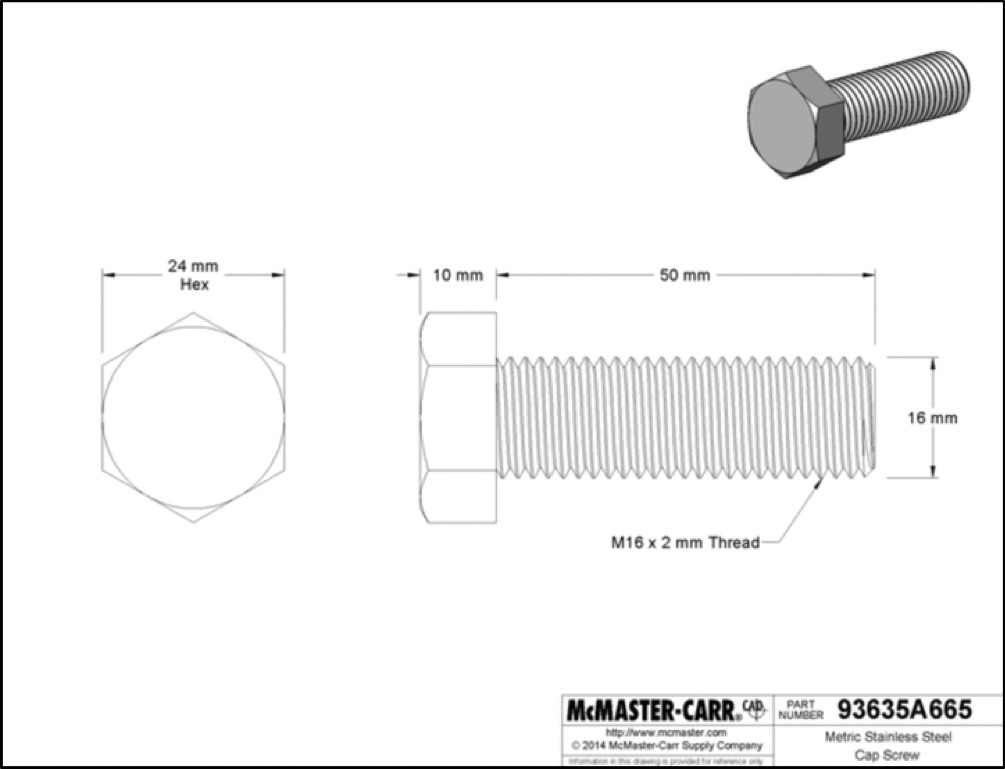 24 mm
Hex
10 mm
50 mm
16 mm
M16 x 2 mm Thread
McMASTER-CARR® CAD
http://www.mcmaster.com
© 2014 McMaster-Carr Supply Company
Information in this drawing is provided for reference only.
PART
NUMBER
93635A665
Metric Stainless Steel
Cap Screw